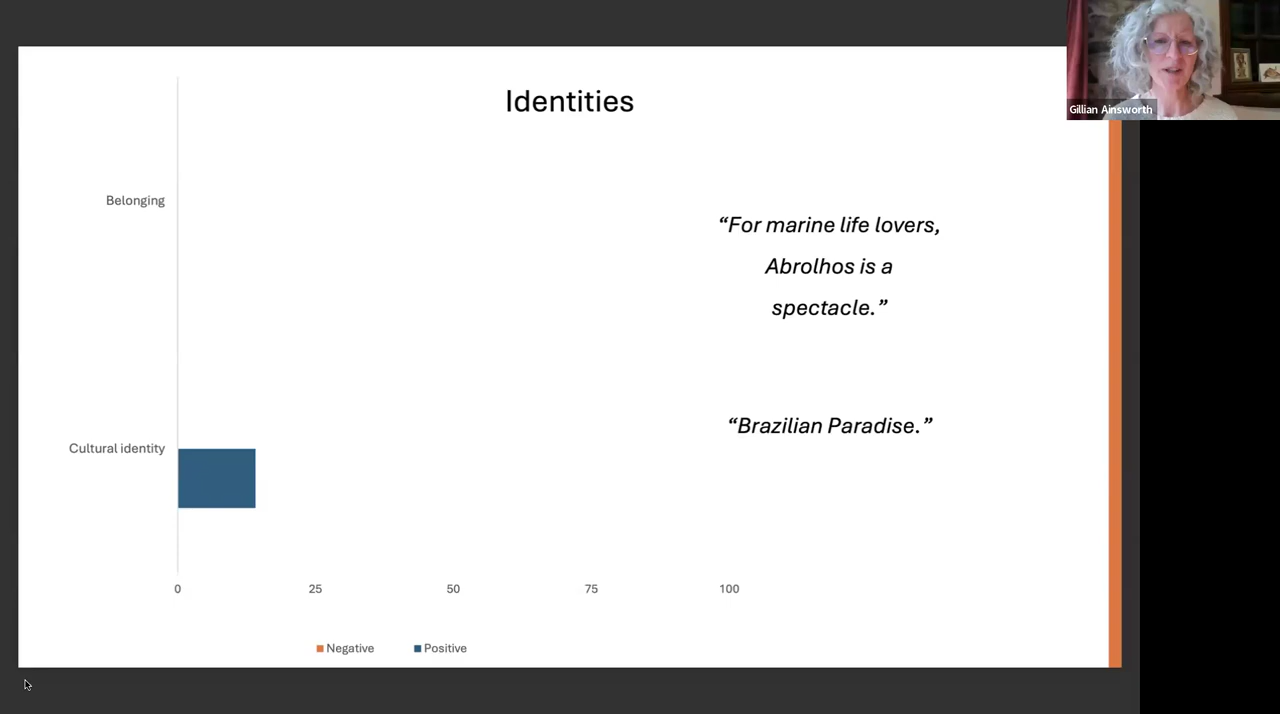 Gillian Ainsworth
Identities
Belonging
Cultural identity
0 25 50 75 100
Negative Positive
“For marine life lovers,
Abrolhos is a
spectacle.”
“Brazilian Paradise.”